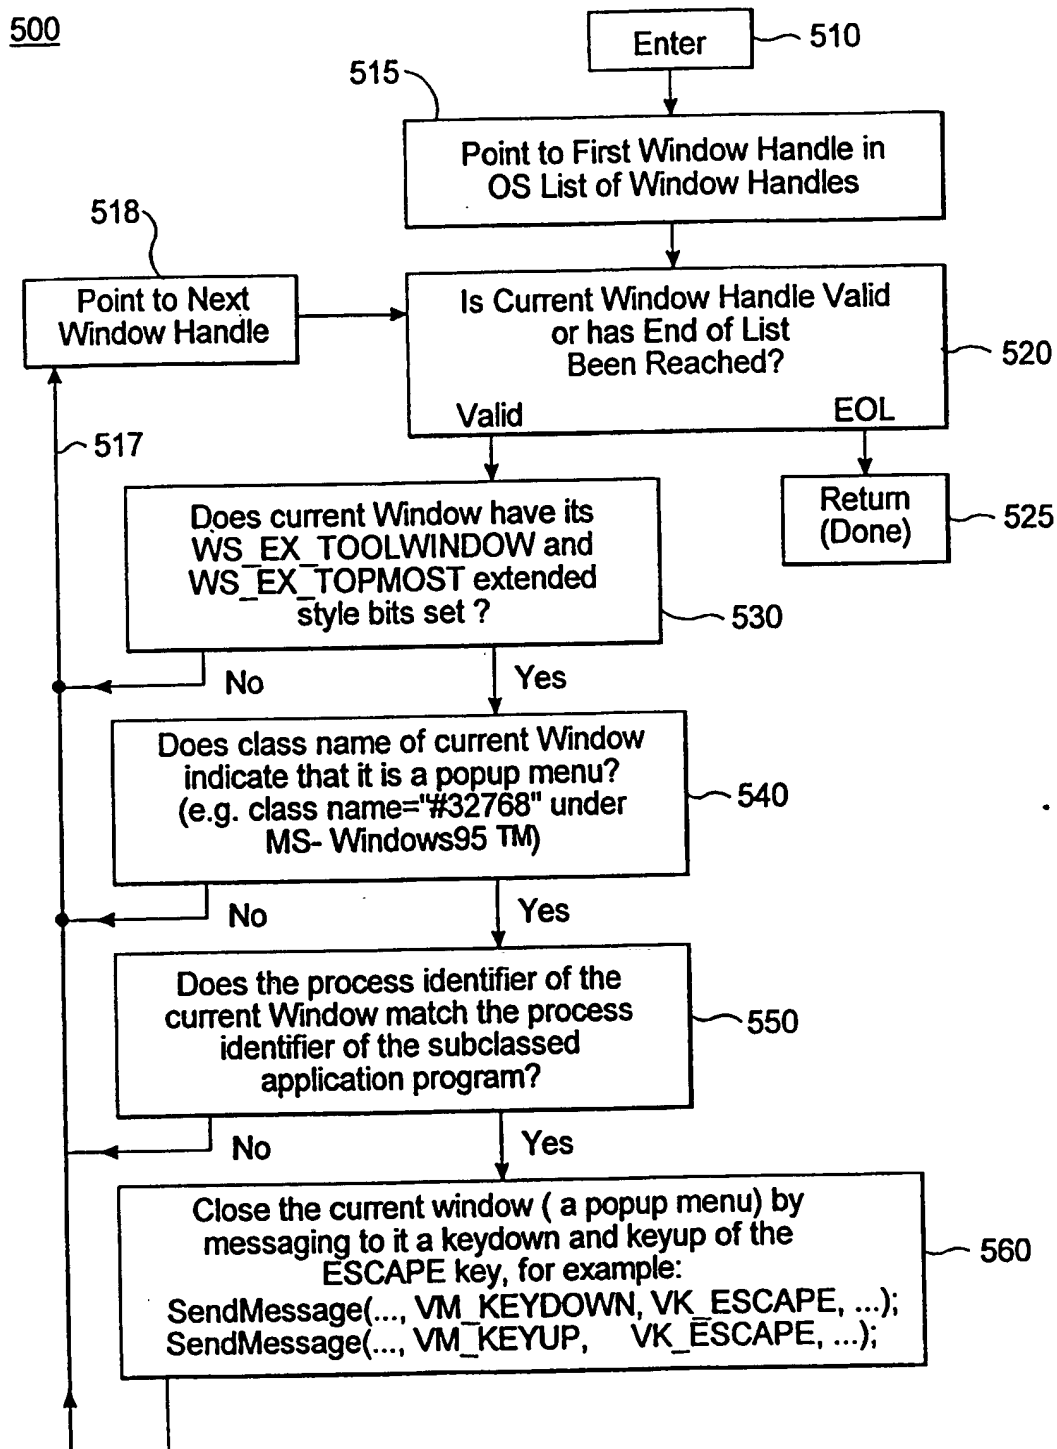 500
Enter
510
515
Point to First Window Handle in
OS List of Window Handles
518
Point to Next
Window Handle
Is Current Window Handle Valid
or has End of List
Been Reached?
520
Valid
EOL
517
Return
(Done)
525
Does current Window have its
WS_EX_TOOLWINDOW and
WS_EX_TOPMOST extended
style bits set ?
530
No
Yes
Does class name of current Window
indicate that it is a popup menu?
(e.g. class name="#32768" under
MS- Windows95 TM)
540
No
Yes
Does the process identifier of the
current Window match the process
identifier of the subclassed
application program?
550
No
Yes
Close the current window ( a popup menu) by
messaging to it a keydown and keyup of the
ESCAPE key, for example:
SendMessage(..., VM_KEYDOWN, VK_ESCAPE, ...);
SendMessage(..., VM_KEYUP, VK_ESCAPE, ...);
560